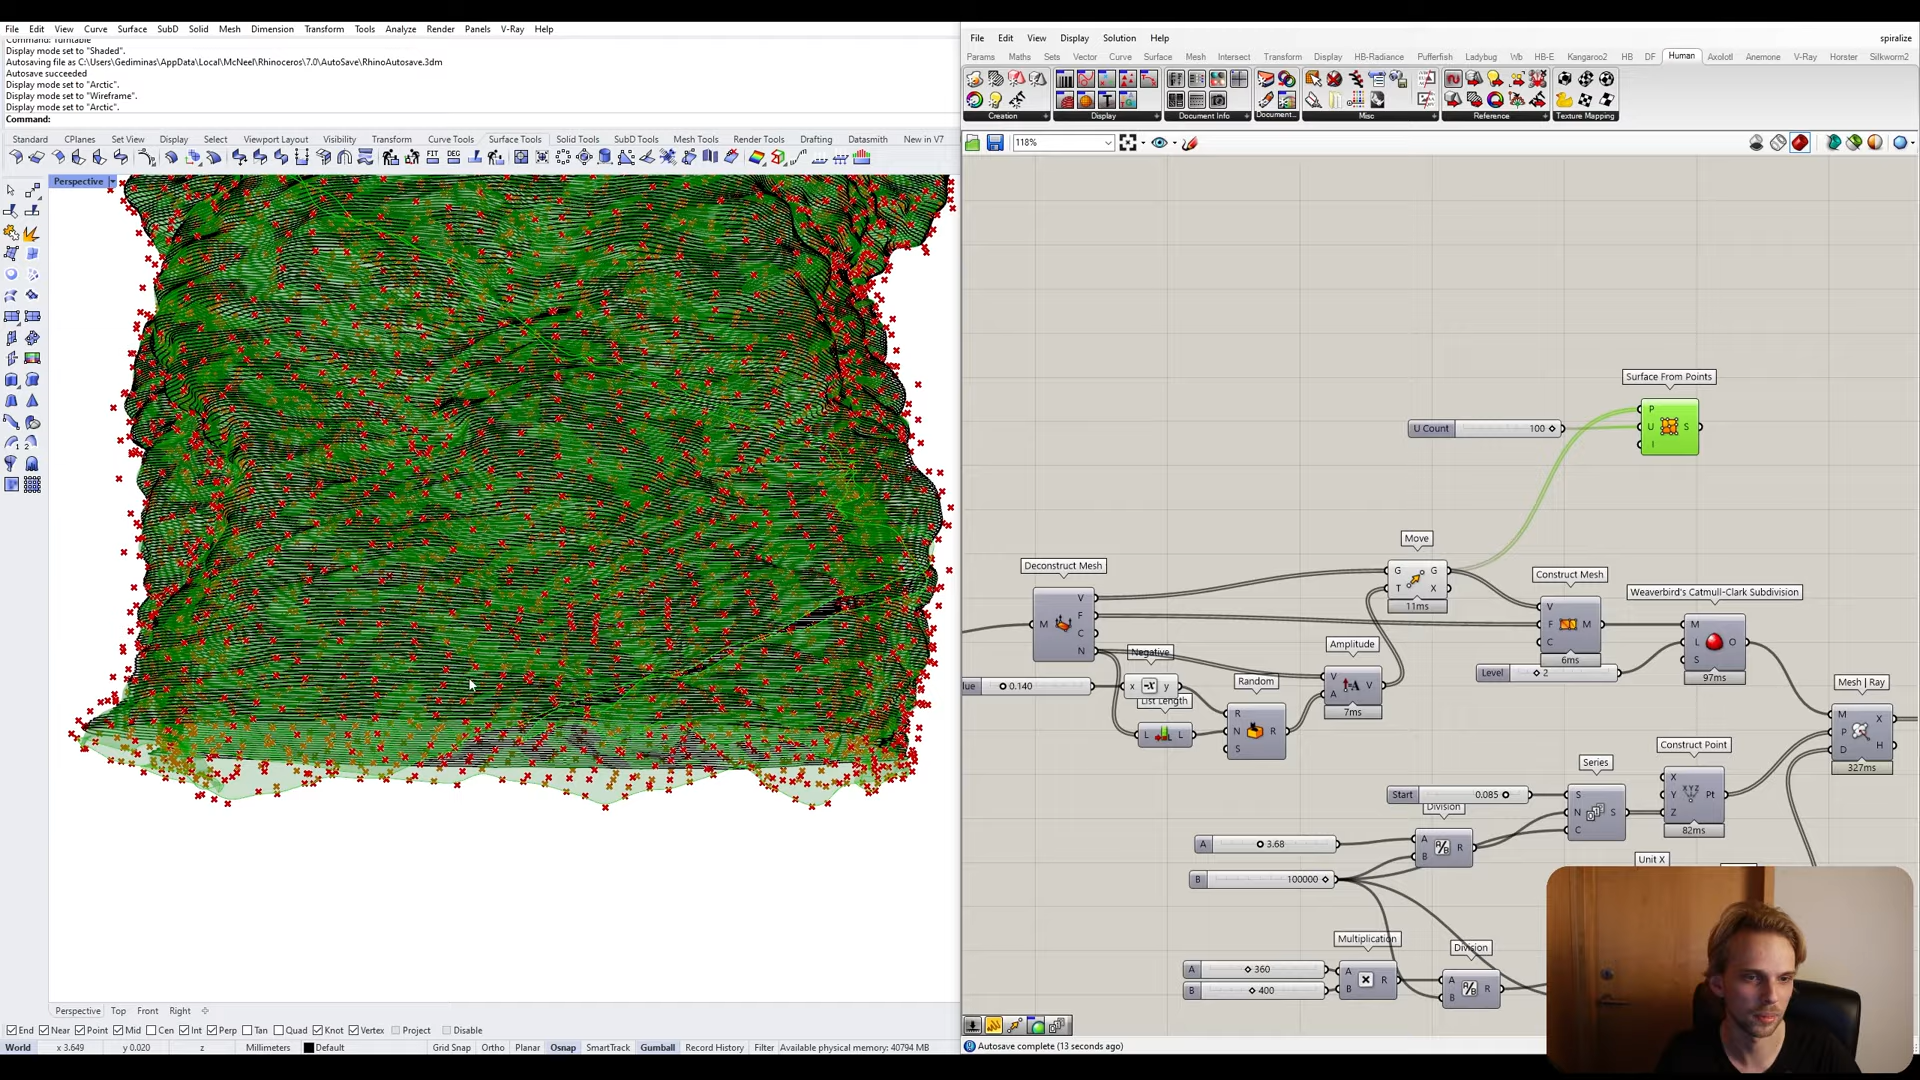 File Edit View Curve Surface SubD Solid Mesh Dimension Transform Tools Analyze Render Panels V-Ray Help
Command: Turntable
Display mode set to "Shaded".
Autosaving file as C:\Users\Gediminas\AppData\Local\McNeel\Rhinoceros\7.0\AutoSave\RhinoAutosave.3dm
Autosave succeeded
Display mode set to "Arctic".
Display mode set to "Wireframe".
Display mode set to "Arctic".
Command:
Standard CPlanes Set View Display Select Viewport Layout Visibility Transform Curve Tools Surface Tools Solid Tools SubD Tools Mesh Tools Render Tools Drafting Datasmith New in V7
FIT DEG
Perspective
Perspective Top Front Right
End Near Point Mid Cen Int Perp Tan Quad Knot Vertex Project Disable
World x 3.649 y 0.020 z Millimeters Default Grid Snap Ortho Planar Osnap SmartTrack Gumball Record History Filter Available physical memory: 40794 MB
File Edit View Display Solution Help spiralize
Params Maths Sets Vector Curve Surface Mesh Intersect Transform Display HB-Radiance Pufferfish Ladybug Wb HB-E Kangaroo2 HB DF Human Axolotl Anemone V-Ray Horster Silkworm2
Creation Display Document Info Document... Misc Reference Texture Mapping
118%
Surface From Points
P
U S
I
U Count 100
Move
G G
T X
11ms
Deconstruct Mesh
V
M F
C
N
Construct Mesh
V
F M
C
6ms
Weaverbird's Catmull-Clark Subdivision
M
L O
S
97ms
Level 2
Negative
x -x y
lue 0.140
List Length
L L
Random
R
N R
S
Amplitude
V
A V
7ms
Mesh | Ray
M X
P
D H
327ms
Construct Point
X
Y XYZ Pt
Z
82ms
Series
S
N S
C
Start 0.085
Division
A A/B R
B
A 3.68
B 100000
Unit X
Multiplication
A
B R
A 360
B 400
Division
A A/B R
B
Autosave complete (13 seconds ago)